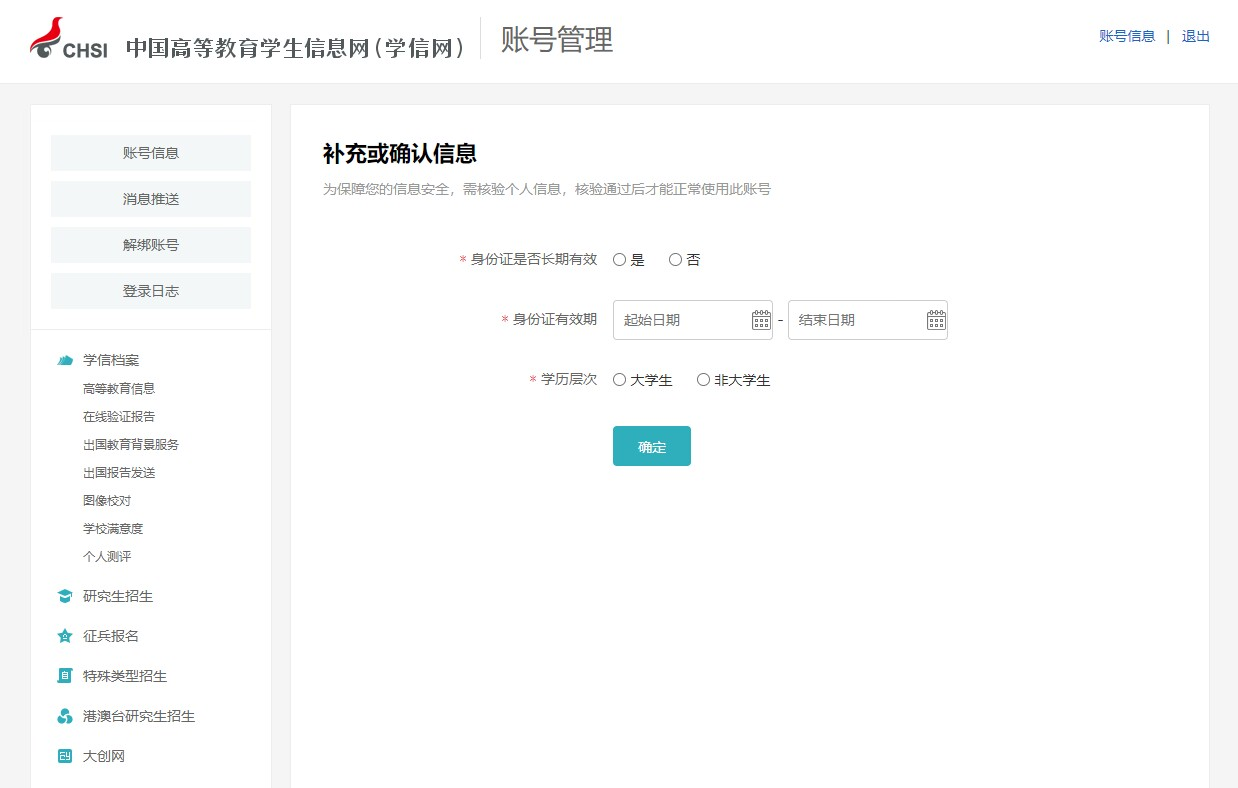 CHSI 中国高等教育学生信息网(学信网) 账号管理 账号信息 | 退出
账号信息
消息推送
解绑账号
登录日志
学信档案
高等教育信息
在线验证报告
出国教育背景服务
出国报告发送
图像校对
学校满意度
个人测评
研究生招生
征兵报名
特殊类型招生
港澳台研究生招生
大创网
补充或确认信息
为保障您的信息安全，需核验个人信息，核验通过后才能正常使用此账号
* 身份证是否长期有效 是 否
* 身份证有效期 起始日期 - 结束日期
* 学历层次 大学生 非大学生
确定